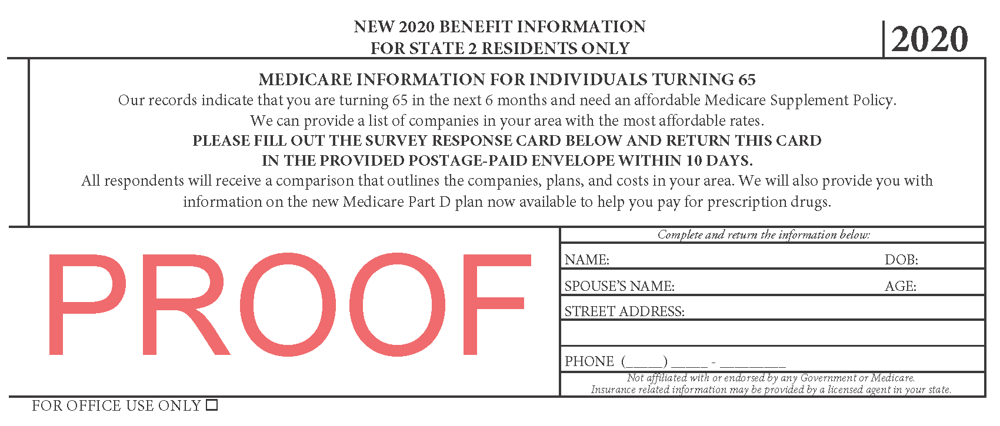 NEW 2020 BENEFIT INFORMATION
FOR STATE 2 RESIDENTS ONLY
2020
MEDICARE INFORMATION FOR INDIVIDUALS TURNING 65
Our records indicate that you are turning 65 in the next 6 months and need an affordable Medicare Supplement Policy.
We can provide a list of companies in your area with the most affordable rates.
PLEASE FILL OUT THE SURVEY RESPONSE CARD BELOW AND RETURN THIS CARD
IN THE PROVIDED POSTAGE-PAID ENVELOPE WITHIN 10 DAYS.
All respondents will receive a comparison that outlines the companies, plans, and costs in your area. We will also provide you with
information on the new Medicare Part D plan now available to help you pay for prescription drugs.
PROOF
Complete and return the information below:
NAME: DOB:
SPOUSE'S NAME: AGE:
STREET ADDRESS:
PHONE (_____) _____ - _________
Not affiliated with or endorsed by any Government or Medicare.
Insurance related information may be provided by a licensed agent in your state.
FOR OFFICE USE ONLY ☐